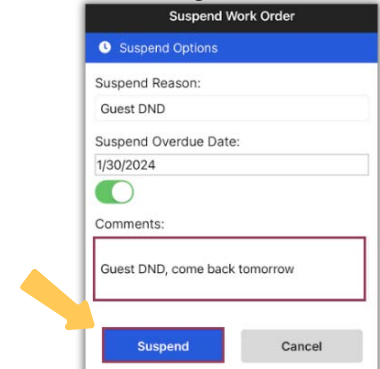 Suspend Work Order
Suspend Options
Suspend Reason:
Guest DND
Suspend Overdue Date:
1/30/2024
Comments:
Guest DND, come back tomorrow
Suspend Cancel